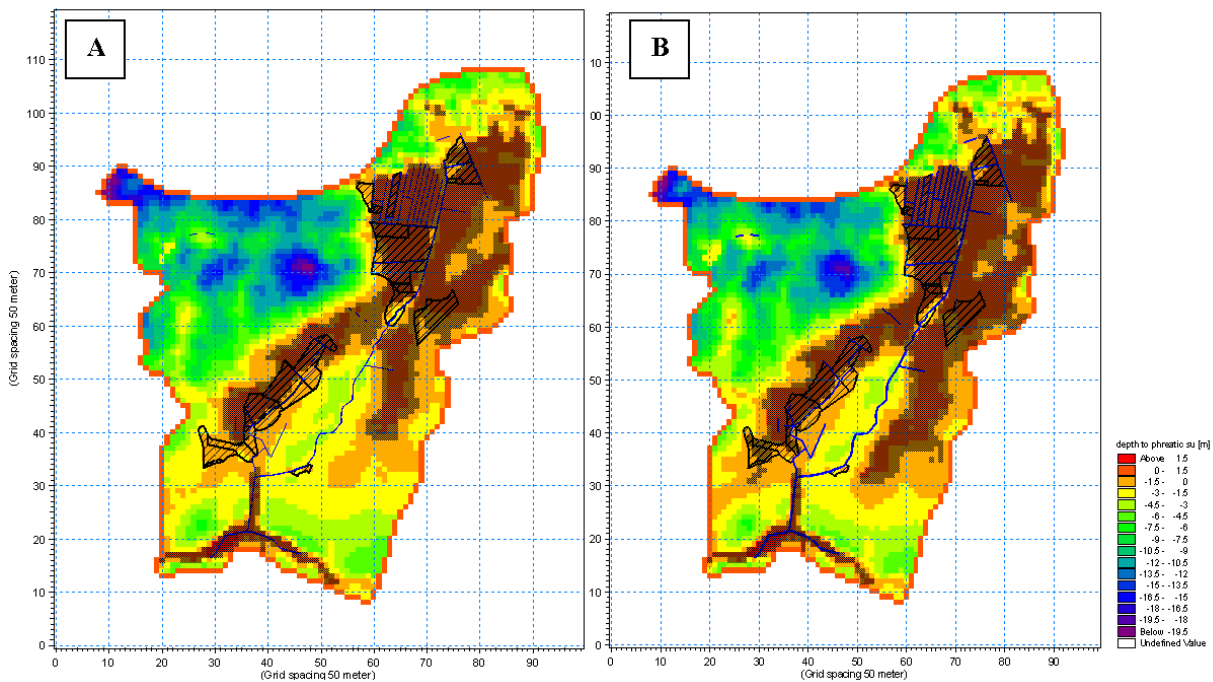 A
B
110
100
90
80
70
60
50
40
30
20
10
0
(Grid spacing 50 meter)
0 10 20 30 40 50 60 70 80 90
(Grid spacing 50 meter)
10
00
90
80
70
60
50
40
30
20
10
0
0 10 20 30 40 50 60 70 80 90
(Grid spacing 50 meter)
depth to phreatic su [m]
Above 1.5
0 - 1.5
-1.5 - 0
-3 - -1.5
-4.5 - -3
-6 - -4.5
-7.5 - -6
-9 - -7.5
-10.5 - -9
-12 - -10.5
-13.5 - -12
-15 - -13.5
-16.5 - -15
-18 - -16.5
-19.5 - -18
Below -19.5
Undefined Value